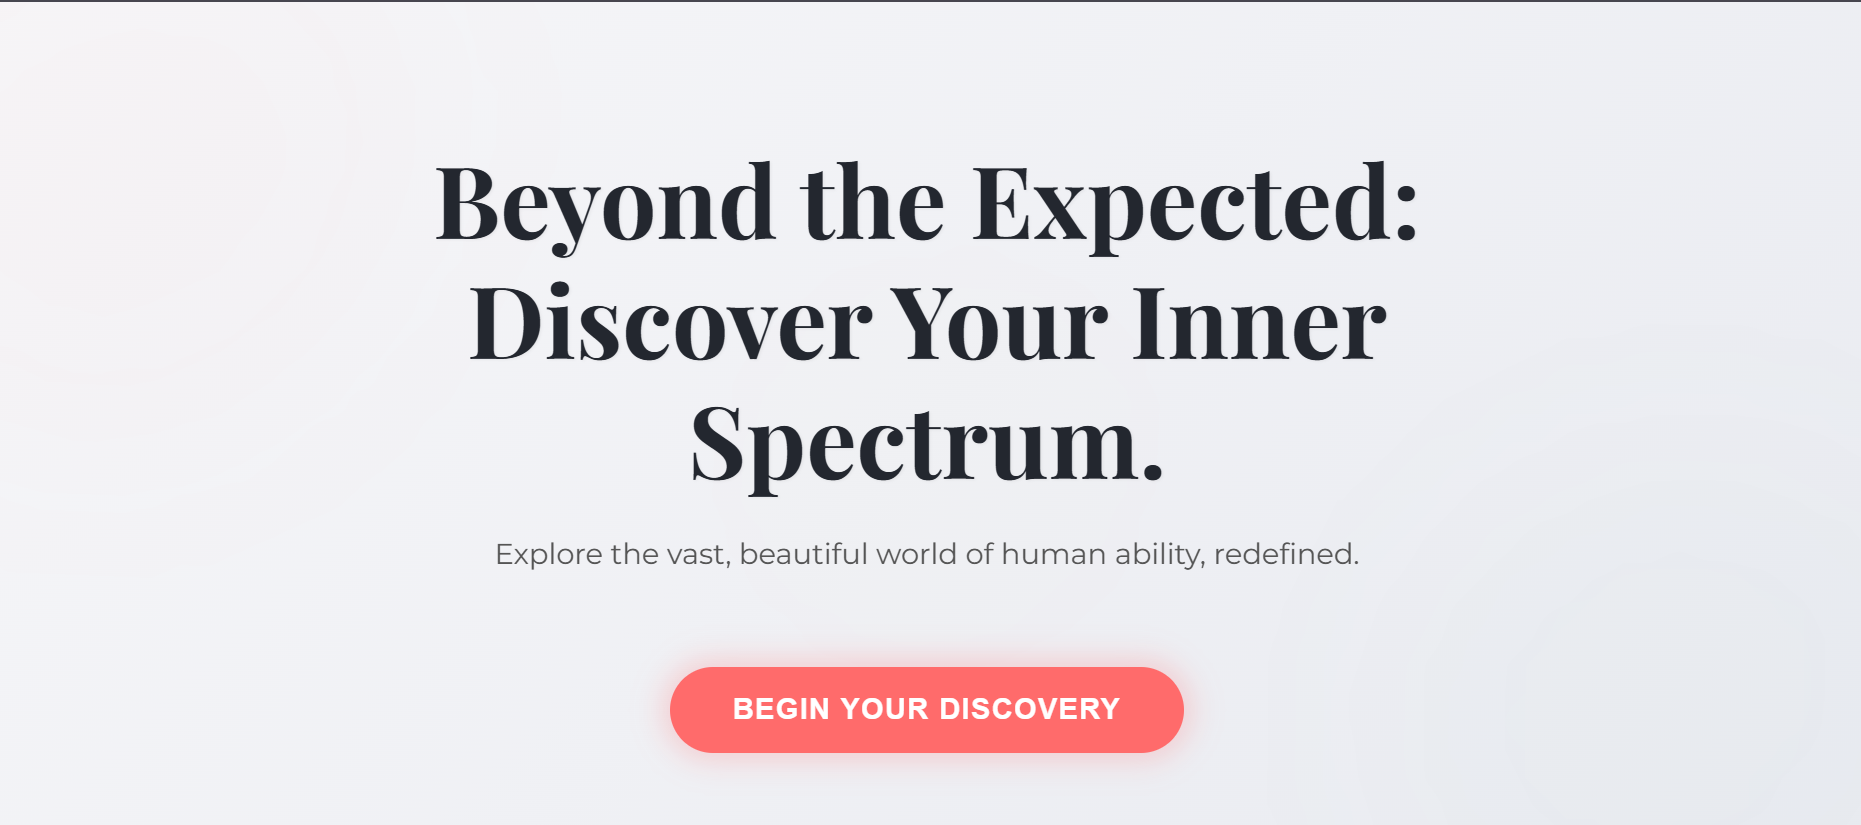 Beyond the Expected:
Discover Your Inner
Spectrum.
Explore the vast, beautiful world of human ability, redefined.
BEGIN YOUR DISCOVERY